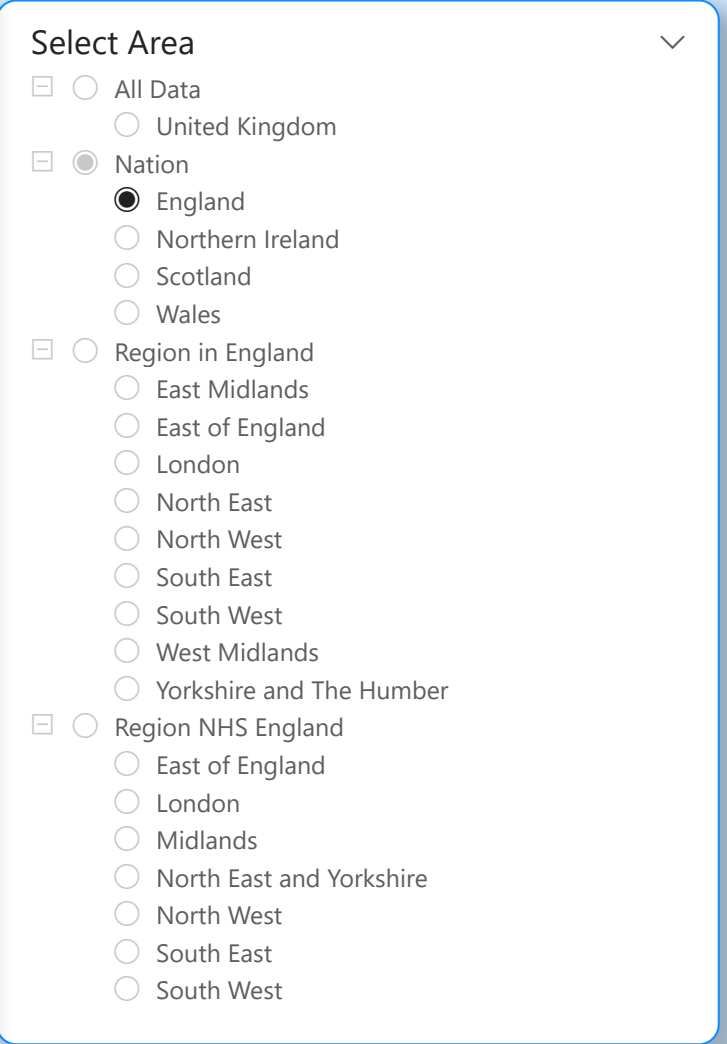 Select Area
All Data
United Kingdom
Nation
England
Northern Ireland
Scotland
Wales
Region in England
East Midlands
East of England
London
North East
North West
South East
South West
West Midlands
Yorkshire and The Humber
Region NHS England
East of England
London
Midlands
North East and Yorkshire
North West
South East
South West